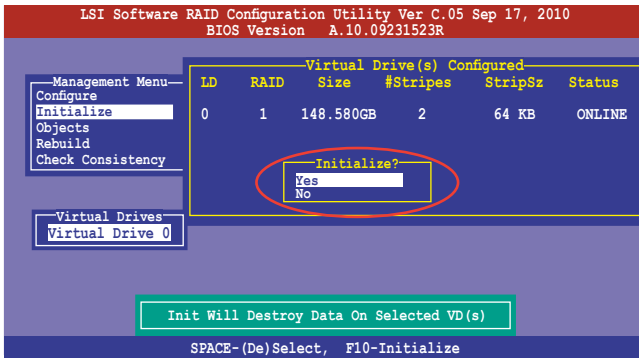 LSI Software RAID Configuration Utility Ver C.05 Sep 17, 2010
BIOS Version A.10.09231523R
Management Menu
Configure
Initialize
Objects
Rebuild
Check Consistency
Virtual Drive(s) Configured
LD RAID Size #Stripes StripSz Status
0 1 148.580GB 2 64 KB ONLINE
Initialize?
Yes
No
Virtual Drives
Virtual Drive 0
Init Will Destroy Data On Selected VD(s)
SPACE-(De)Select, F10-Initialize